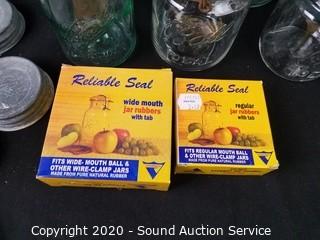 Reliable Seal
wide mouth
jar rubbers
with tab
FITS WIDE- MOUTH BALL &
OTHER WIRE-CLAMP JARS
MADE FROM PURE NATURAL RUBBER
Reliable Seal
regular
jar rubbers
with tab
FITS REGULAR MOUTH BALL
& OTHER WIRE-CLAMP JARS
MADE FROM PURE NATURAL RUBBER
Copyright 2020 - Sound Auction Service